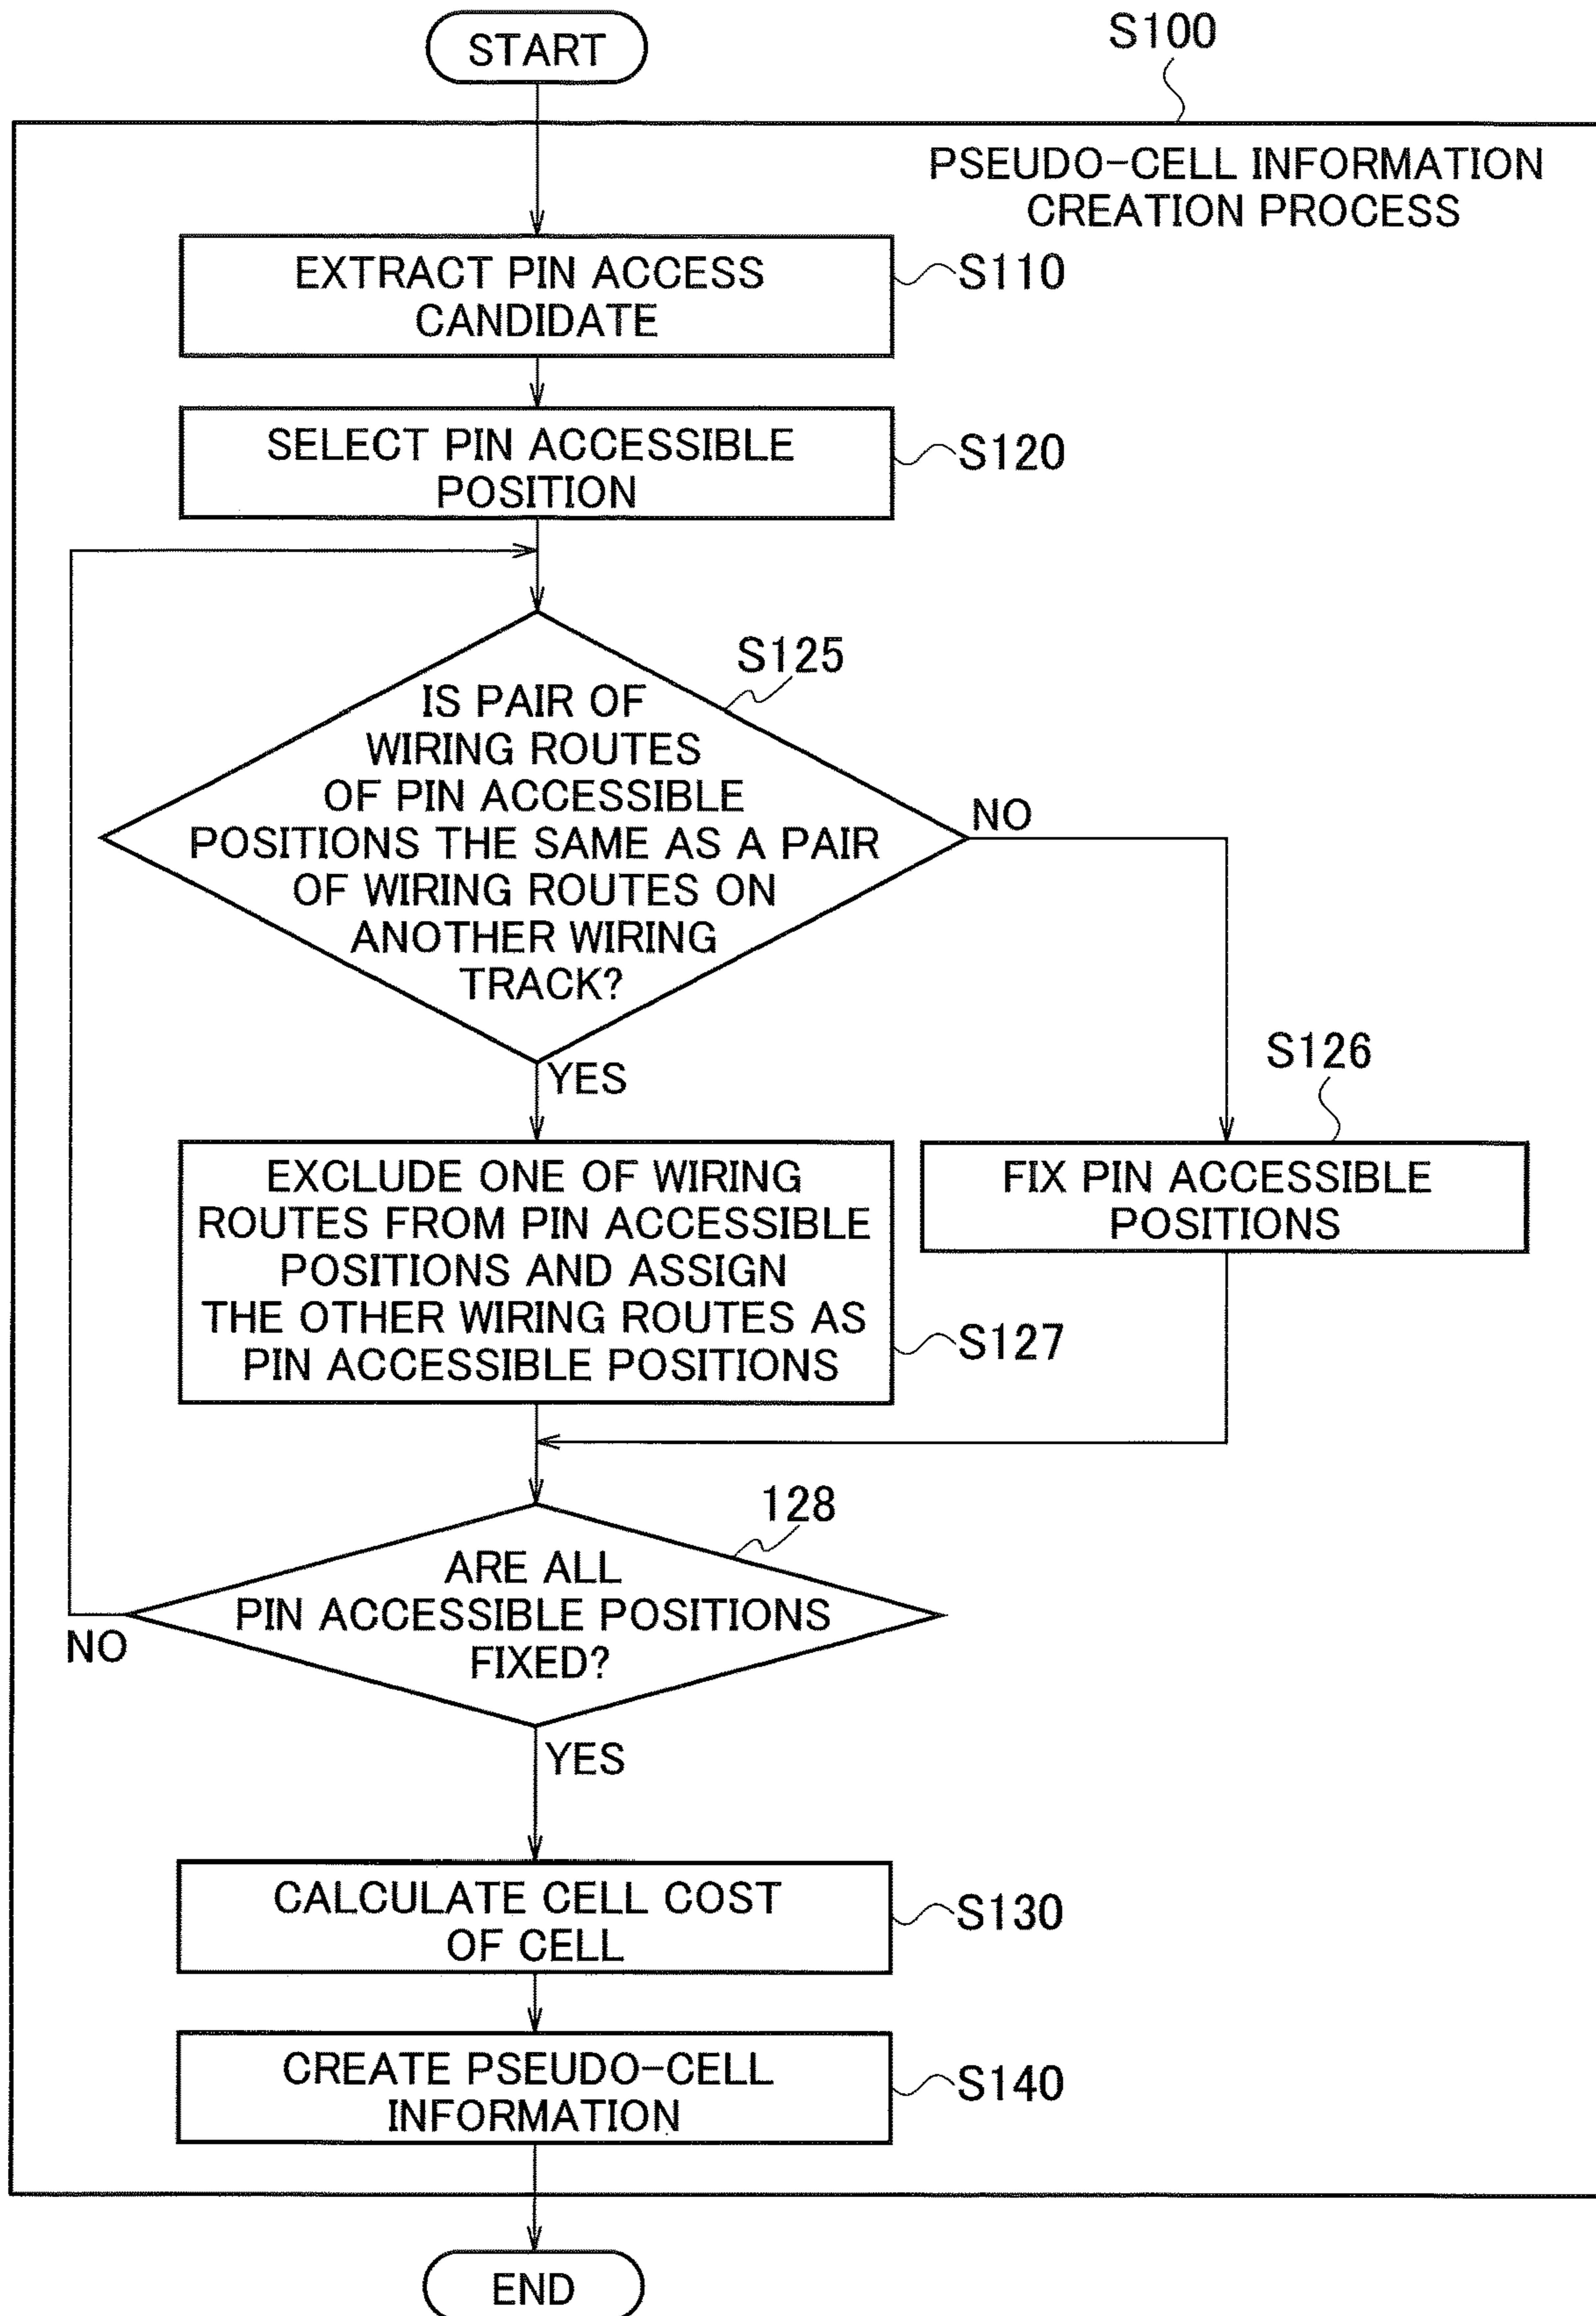 START
S100
PSEUDO-CELL INFORMATION
CREATION PROCESS
EXTRACT PIN ACCESS
CANDIDATE
S110
SELECT PIN ACCESSIBLE
POSITION
S120
S125
IS PAIR OF
WIRING ROUTES
OF PIN ACCESSIBLE
POSITIONS THE SAME AS A PAIR
OF WIRING ROUTES ON
ANOTHER WIRING
TRACK?
NO
YES
S126
EXCLUDE ONE OF WIRING
ROUTES FROM PIN ACCESSIBLE
POSITIONS AND ASSIGN
THE OTHER WIRING ROUTES AS
PIN ACCESSIBLE POSITIONS
S127
FIX PIN ACCESSIBLE
POSITIONS
128
ARE ALL
PIN ACCESSIBLE POSITIONS
FIXED?
NO
YES
CALCULATE CELL COST
OF CELL
S130
CREATE PSEUDO-CELL
INFORMATION
S140
END